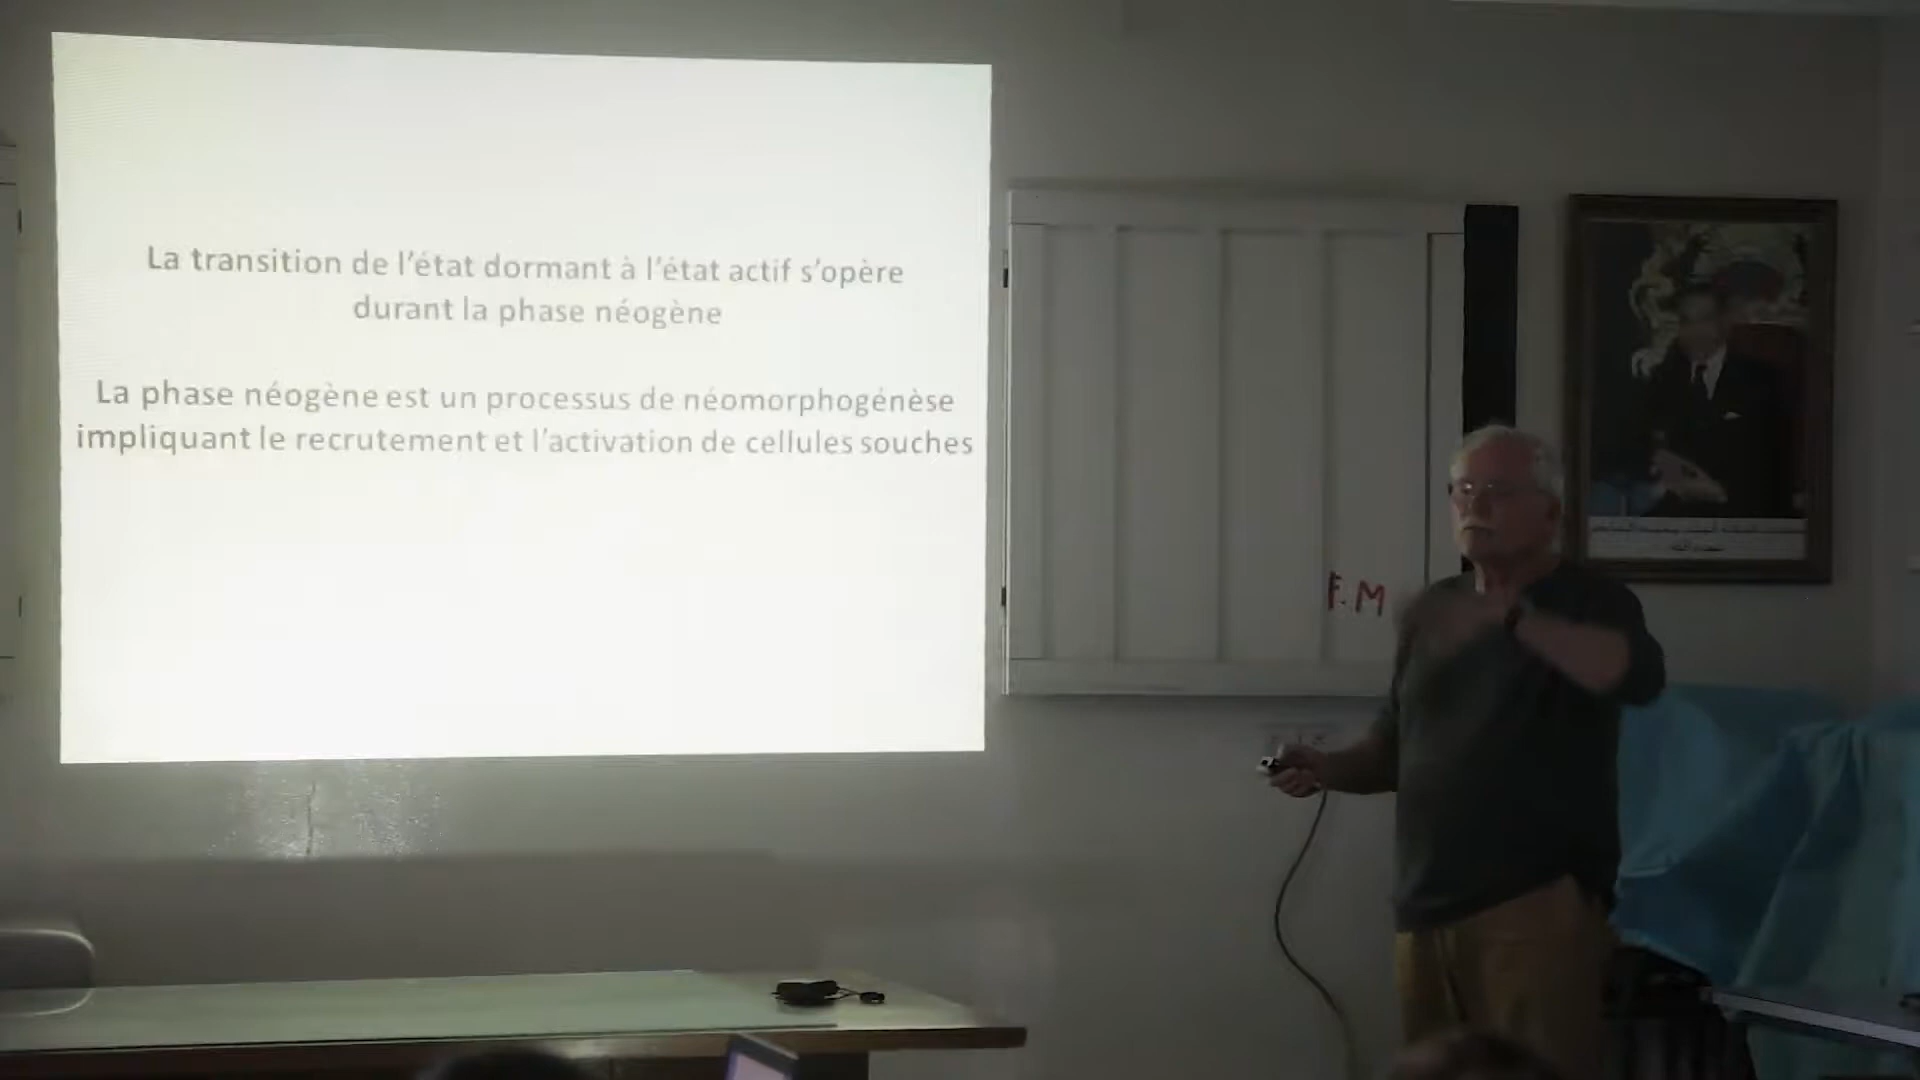 La transition de l'état dormant à l'état actif s'opère
durant la phase néogène
La phase néogène est un processus de néomorphogénèse
impliquant le recrutement et l'activation de cellules souches
F.M